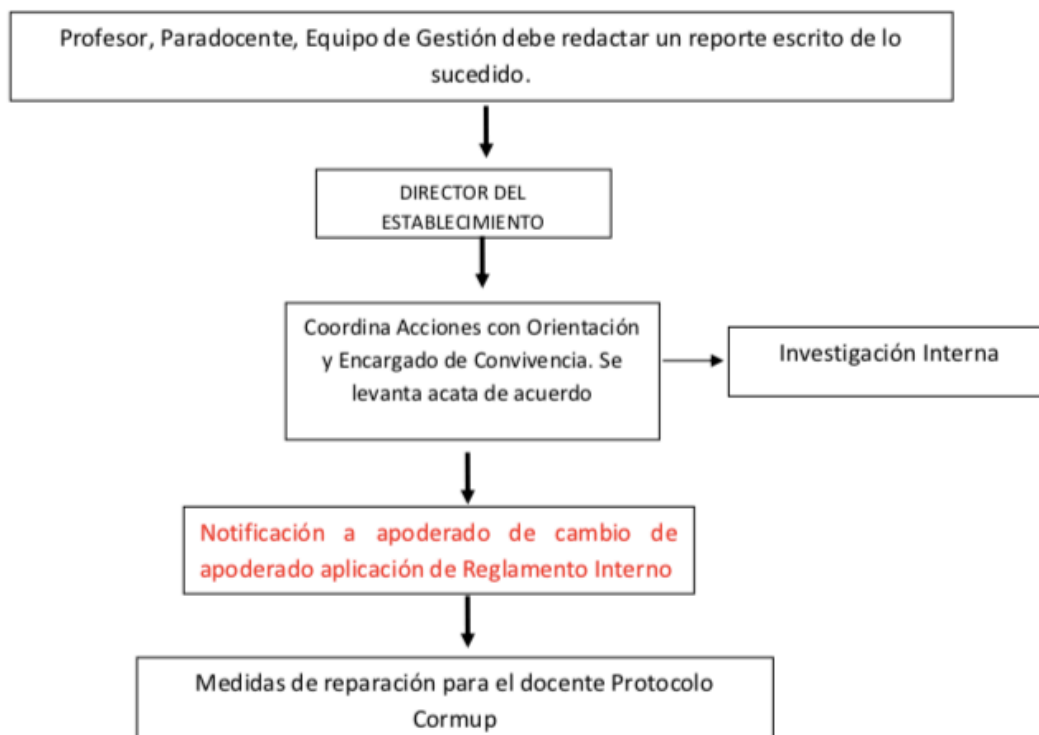 Profesor, Paradocente, Equipo de Gestión debe redactar un reporte escrito de lo
sucedido.
DIRECTOR DEL
ESTABLECIMIENTO
Coordina Acciones con Orientación
y Encargado de Convivencia. Se
levanta acata de acuerdo
Investigación Interna
Notificación a apoderado de cambio de
apoderado aplicación de Reglamento Interno
Medidas de reparación para el docente Protocolo
Cormup